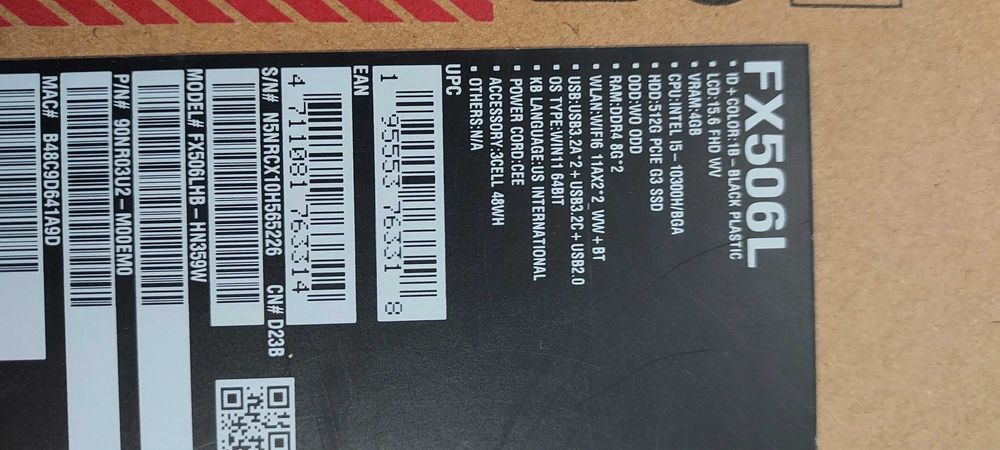 FX506L
• ID+COLOR:1B-BLACK PLASTIC
• LCD:15.6 FHD WV
• VRAM:4GB
• CPU:INTEL I5-10300H/BGA
• HDD:512G PCIE G3 SSD
• ODD:WO ODD
• RAM:DDR4 8G*2
• WLAN:WIFI6 11AX2*2_WW+BT
• USB:USB3.2A*2+USB3.2C+USB2.0
• OS TYPE:WIN11 64BIT
• KB LANGUAGE:US INTERNATIONAL
• POWER CORD:CEE
• ACCESSORY:3CELL 48WH
• OTHERS:N/A
UPC
1 95553 76331 8
EAN
4 711081 763314
S/N# N5NRCX10H565226 CN# D23B
MODEL# FX506LHB-HN359W
P/N# 90NR03U2-M00EM0
MAC# B48C9D641A9D